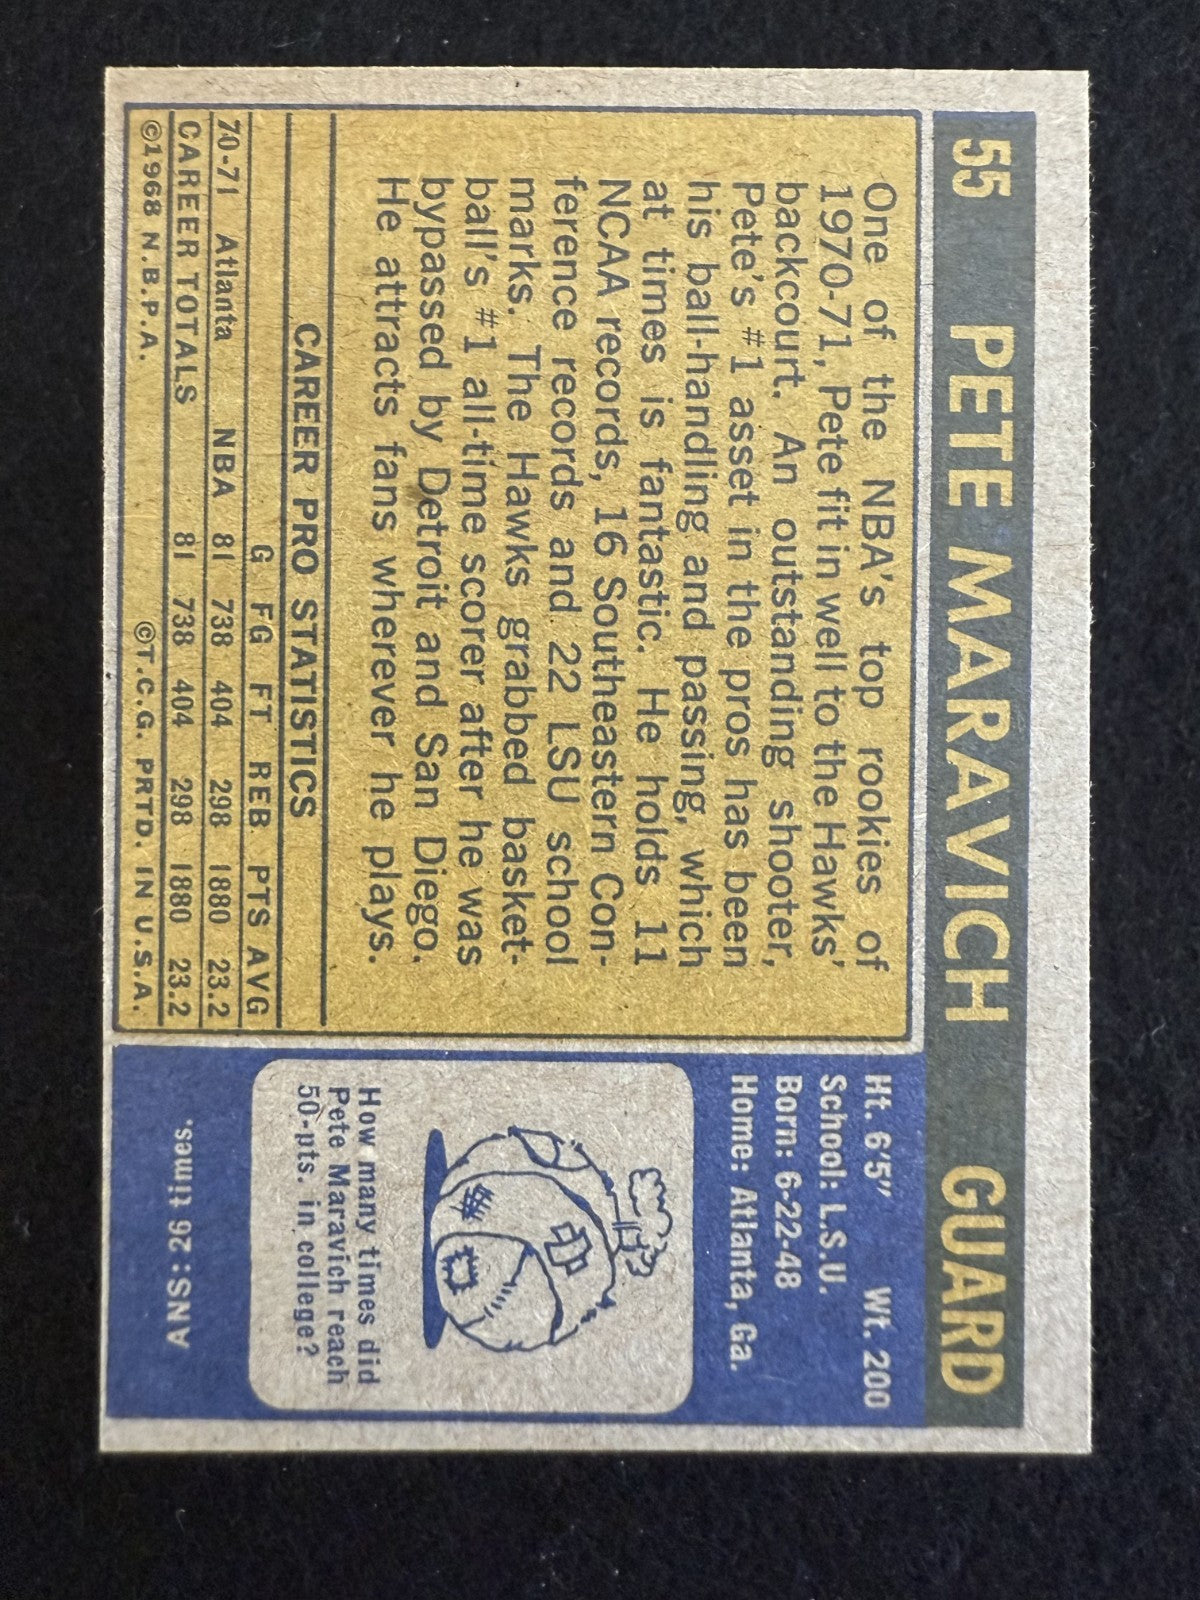 55 PETE MARAVICH GUARD
One of the NBA's top rookies of
1970-71, Pete fit in well to the Hawks'
backcourt. An outstanding shooter,
Pete's #1 asset in the pros has been
his ball-handling and passing, which
at times is fantastic. He holds 11
NCAA records, 16 Southeastern Con-
ference records and 22 LSU school
marks. The Hawks grabbed basket-
ball's #1 all-time scorer after he was
bypassed by Detroit and San Diego.
He attracts fans wherever he plays.
CAREER PRO STATISTICS
G FG FT REB PTS AVG
70-71 Atlanta NBA 81 738 404 298 1880 23.2
CAREER TOTALS 81 738 404 298 1880 23.2
©1968 N.B.P.A. ©T.C.G. PRTD. IN U.S.A.
Ht. 6'5" Wt. 200
School: L.S.U.
Born: 6-22-48
Home: Atlanta, Ga.
How many times did
Pete Maravich reach
50-pts. in college?
ANS: 26 times.